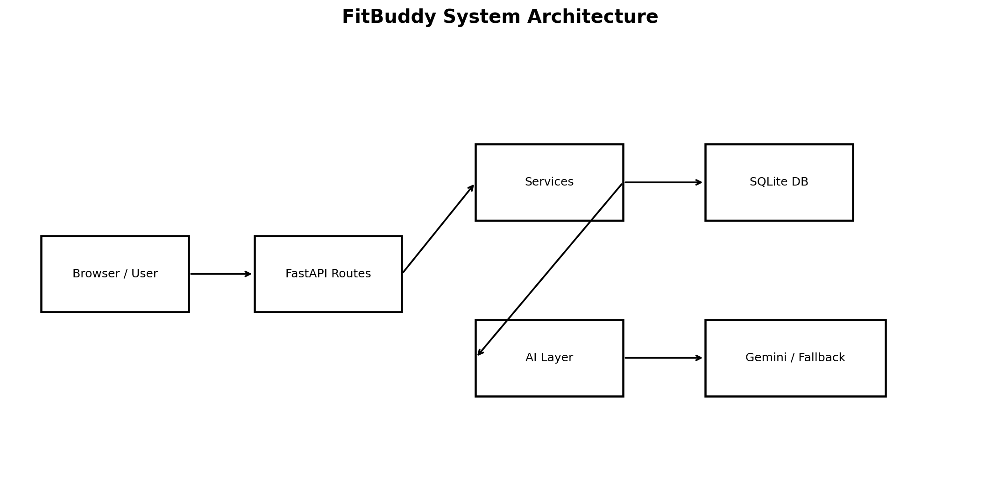 FitBuddy System Architecture
Services
SQLite DB
Browser / User
FastAPI Routes
AI Layer
Gemini / Fallback